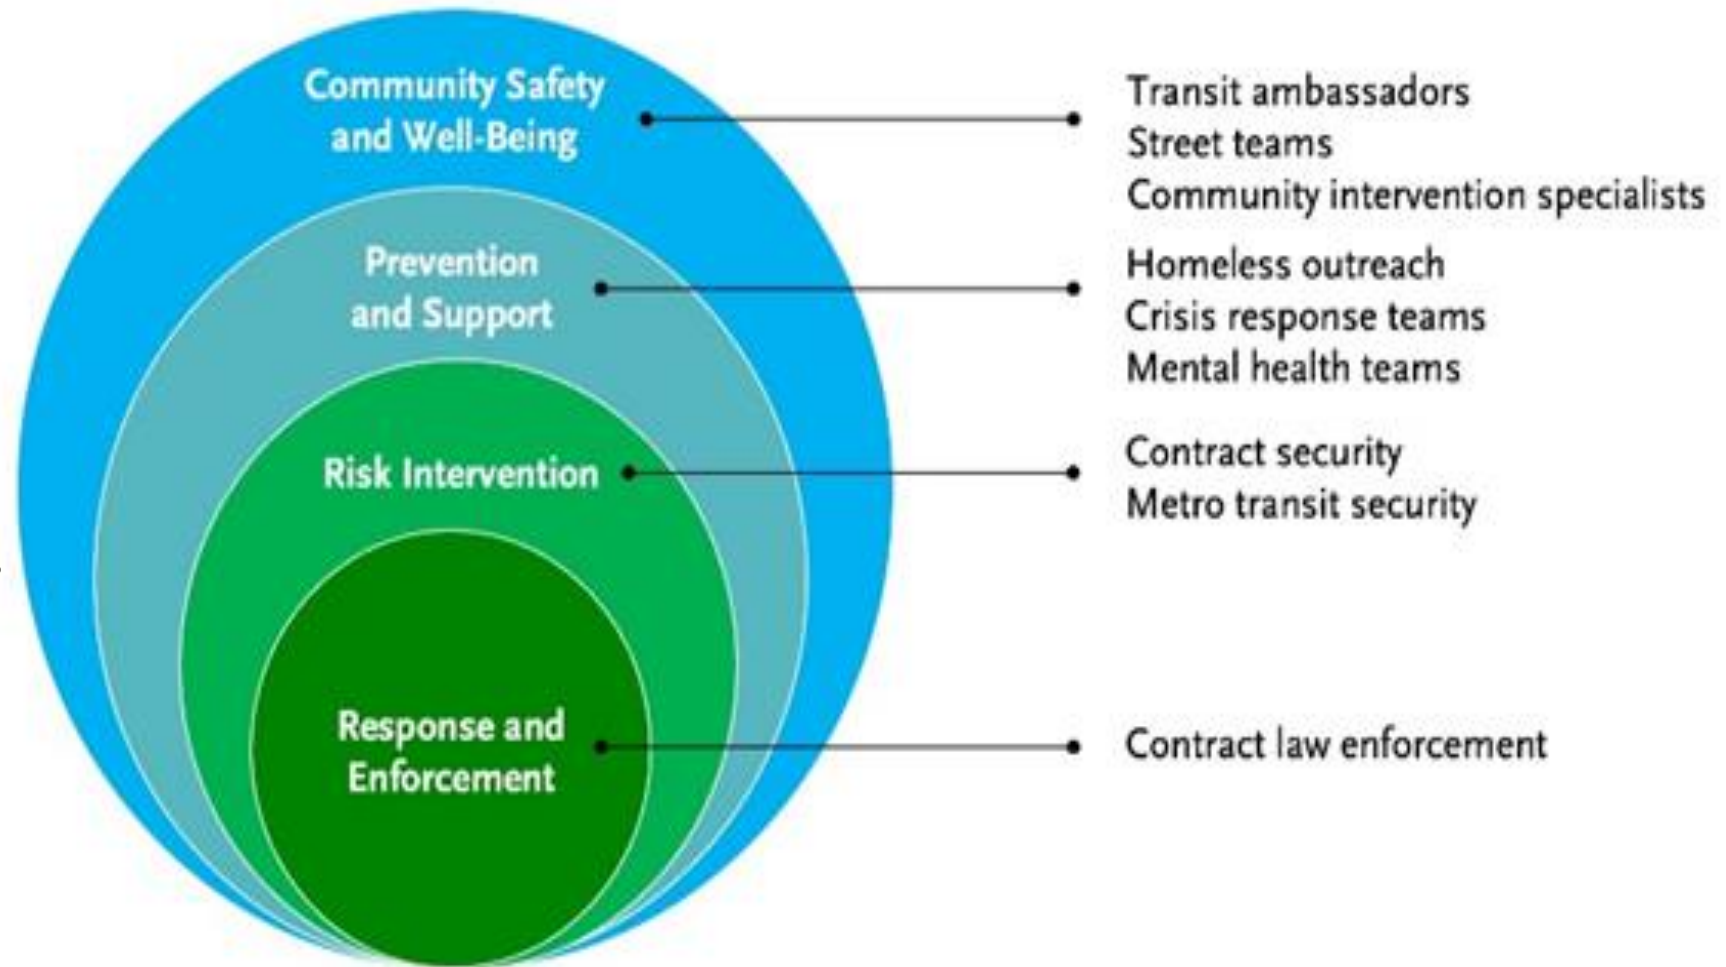 Community Safety
and Well-Being
Transit ambassadors
Street teams
Community intervention specialists
Prevention
and Support
Homeless outreach
Crisis response teams
Mental health teams
Risk Intervention
Contract security
Metro transit security
Response and
Enforcement
Contract law enforcement